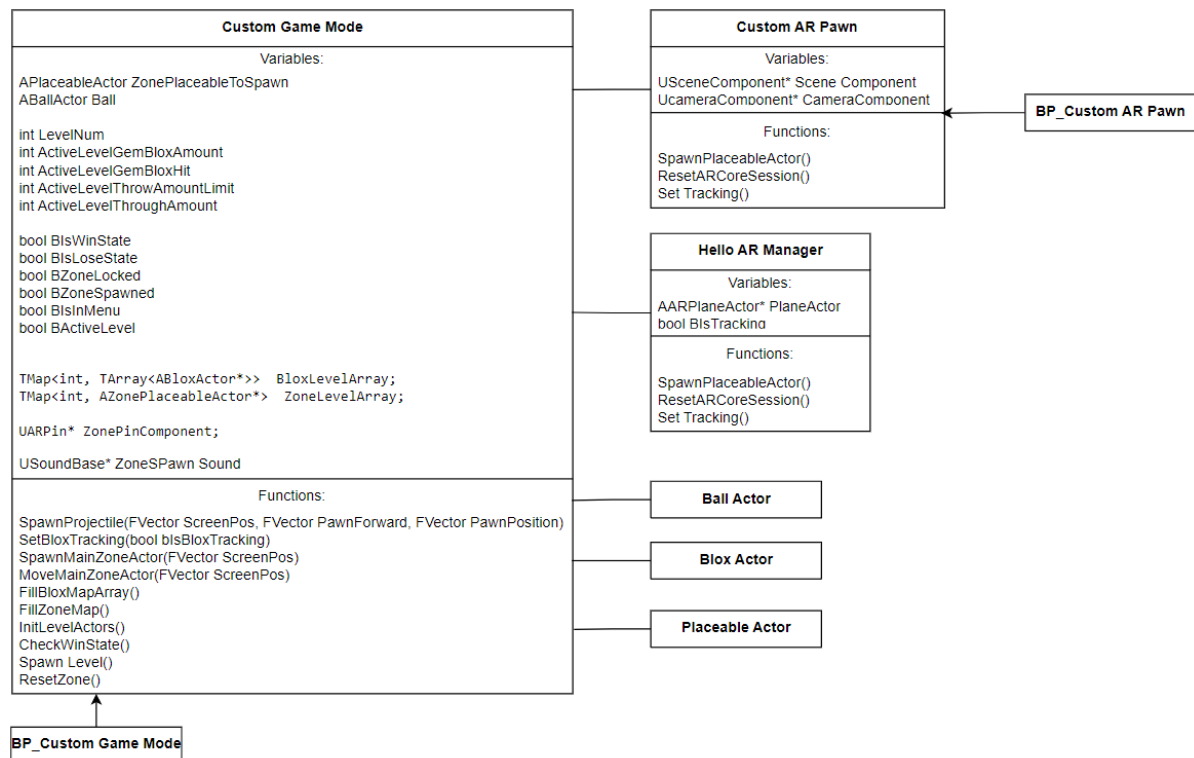 Custom Game Mode
Variables:
APlaceableActor ZonePlaceableToSpawn
ABallActor Ball
int LevelNum
int ActiveLevelGemBloxAmount
int ActiveLevelGemBloxHit
int ActiveLevelThrowAmountLimit
int ActiveLevelThroughAmount
bool BIsWinState
bool BIsLoseState
bool BZoneLocked
bool BZoneSpawned
bool BIsInMenu
bool BActiveLevel
TMap<int, TArray<ABloxActor*>>  BloxLevelArray;
TMap<int, AZonePlaceableActor*>  ZoneLevelArray;
UARPin* ZonePinComponent;
USoundBase* ZoneSPawn Sound
Functions:
SpawnProjectile(FVector ScreenPos, FVector PawnForward, FVector PawnPosition)
SetBloxTracking(bool bIsBloxTracking)
SpawnMainZoneActor(FVector ScreenPos)
MoveMainZoneActor(FVector ScreenPos)
FillBloxMapArray()
FillZoneMap()
InitLevelActors()
CheckWinState()
Spawn Level()
ResetZone()
BP_Custom Game Mode
Custom AR Pawn
Variables:
USceneComponent* Scene Component
UcameraComponent* CameraComponent
Functions:
SpawnPlaceableActor()
ResetARCoreSession()
Set Tracking()
BP_Custom AR Pawn
Hello AR Manager
Variables:
AARPlaneActor* PlaneActor
bool BIsTracking
Functions:
SpawnPlaceableActor()
ResetARCoreSession()
Set Tracking()
Ball Actor
Blox Actor
Placeable Actor